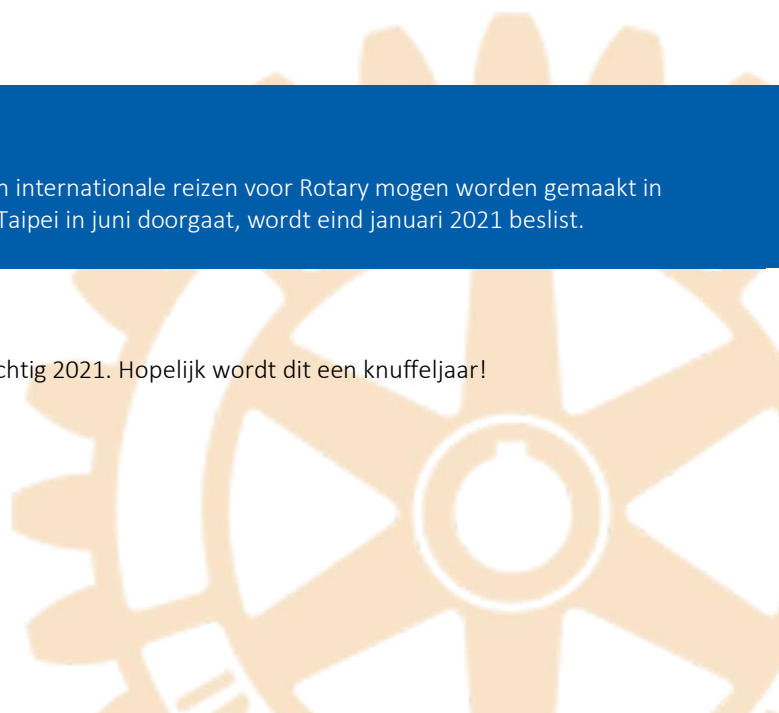 internationale reizen voor Rotary mogen worden gemaakt in
Taipei in juni doorgaat, wordt eind januari 2021 beslist.
chtig 2021. Hopelijk wordt dit een knuffeljaar!